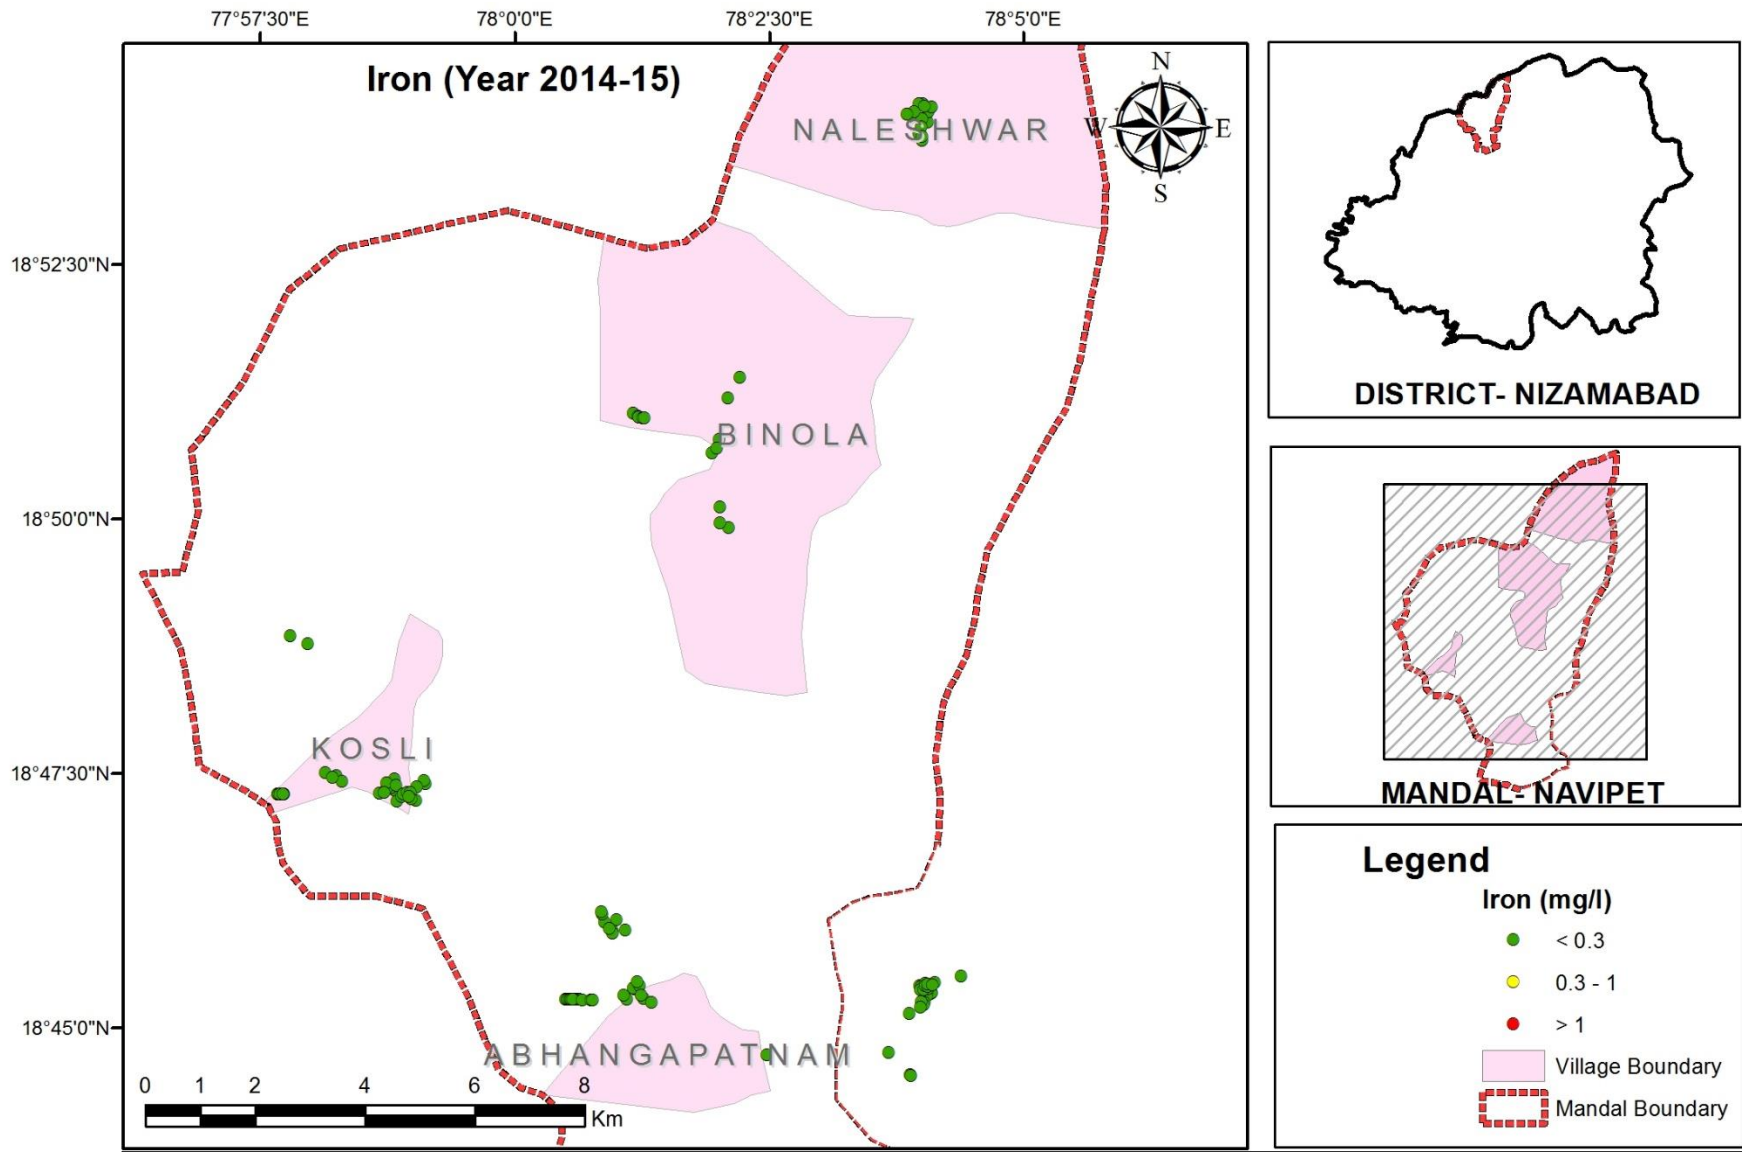 77°57'30"E 78°0'0"E 78°2'30"E 78°5'0"E
Iron (Year 2014-15)
N
W E
S
NALESHWAR
18°52'30"N
BINOLA
18°50'0"N
KOSLI
18°47'30"N
18°45'0"N
ABHANGAPATNAM
0 1 2 4 6 8
Km
DISTRICT- NIZAMABAD
MANDAL- NAVIPET
Legend
Iron (mg/l)
< 0.3
0.3 - 1
> 1
Village Boundary
Mandal Boundary